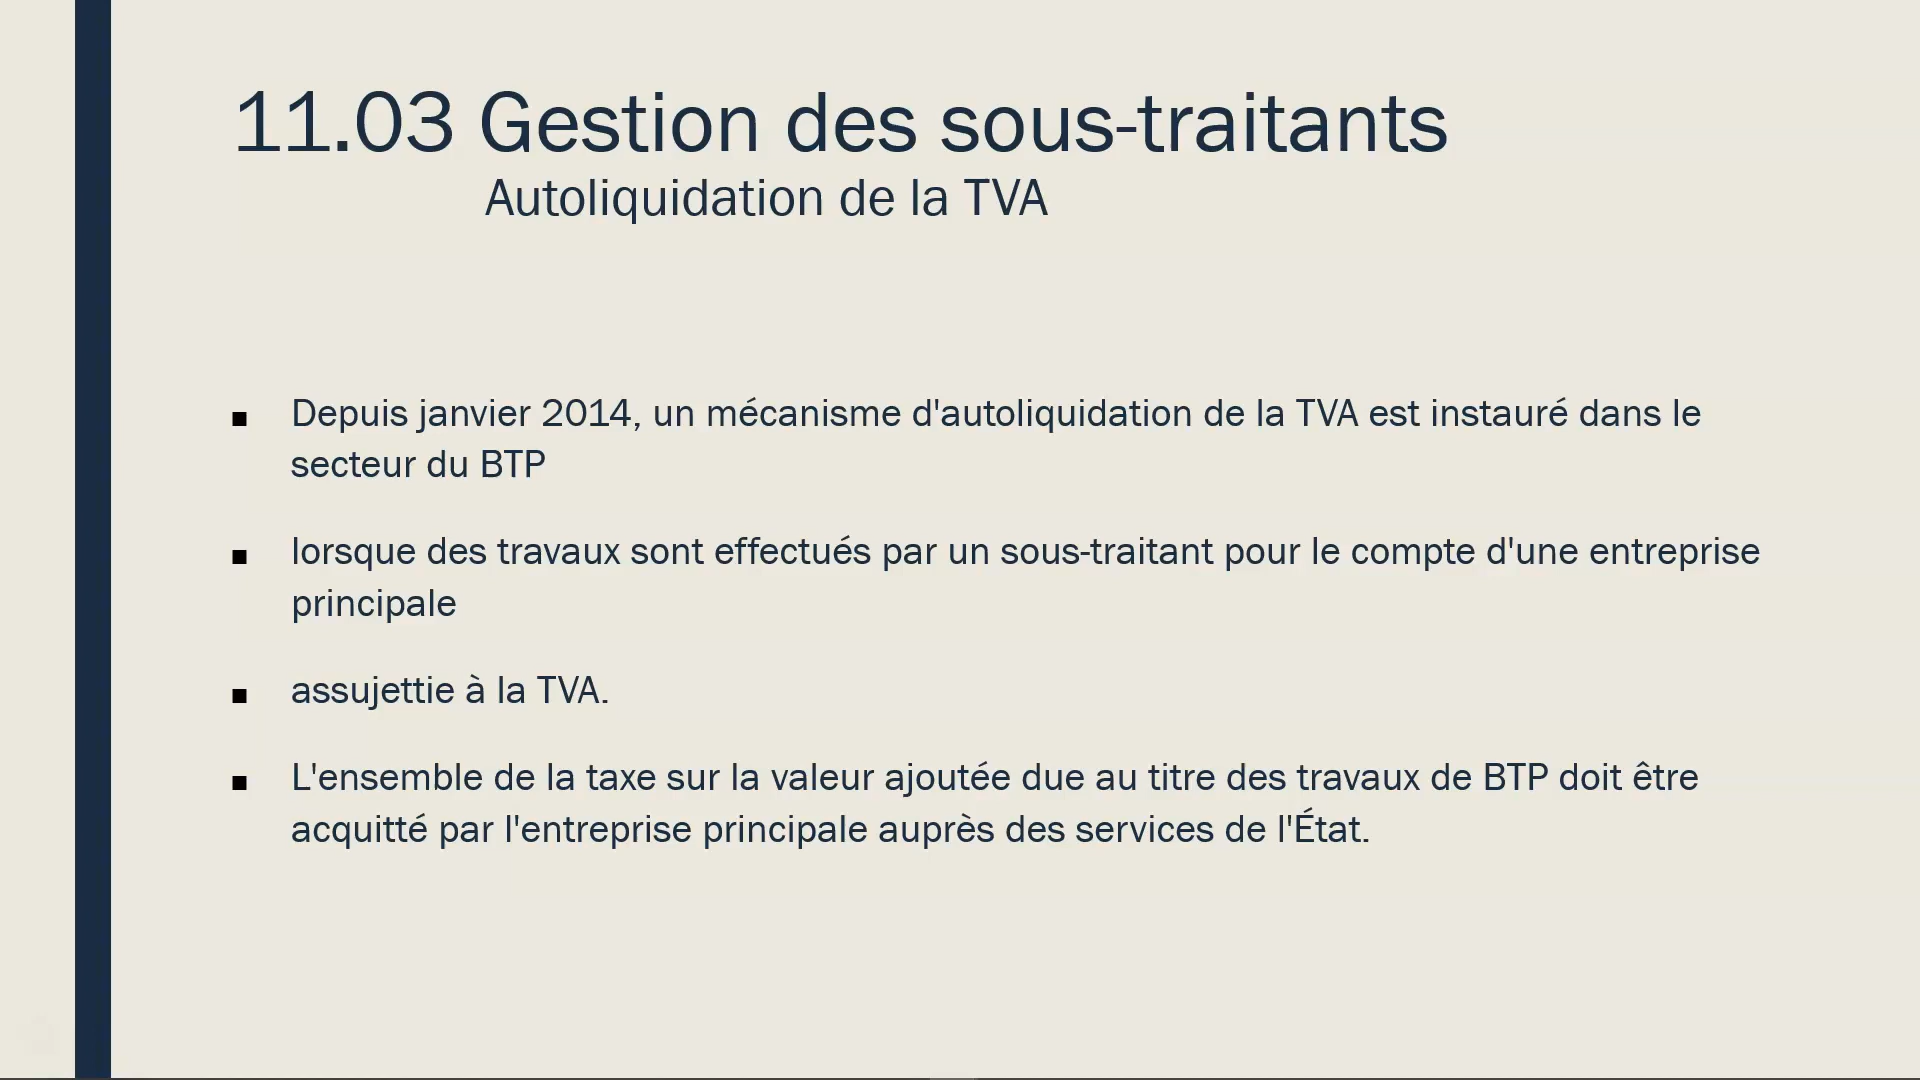 11.03 Gestion des sous-traitants
Autoliquidation de la TVA
■ Depuis janvier 2014, un mécanisme d'autoliquidation de la TVA est instauré dans le
secteur du BTP
■ lorsque des travaux sont effectués par un sous-traitant pour le compte d'une entreprise
principale
■ assujettie à la TVA.
■ L'ensemble de la taxe sur la valeur ajoutée due au titre des travaux de BTP doit être
acquitté par l'entreprise principale auprès des services de l'État.